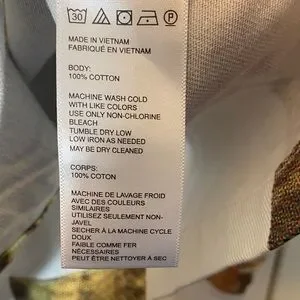 30 P
MADE IN VIETNAM
FABRIQUÉ EN VIETNAM
BODY:
100% COTTON
MACHINE WASH COLD
WITH LIKE COLORS
USE ONLY NON-CHLORINE
BLEACH
TUMBLE DRY LOW
LOW IRON AS NEEDED
MAY BE DRY CLEANED
CORPS:
100% COTON
MACHINE DE LAVAGE FROID
AVEC DES COULEURS
SIMILAIRES
UTILISEZ SEULEMENT NON-
JAVEL
SECHER À LA MACHINE CYCLE
DOUX
FAIBLE COMME FER
NÉCESSAIRES
PEUT ÊTRE NETTOYER À SEC